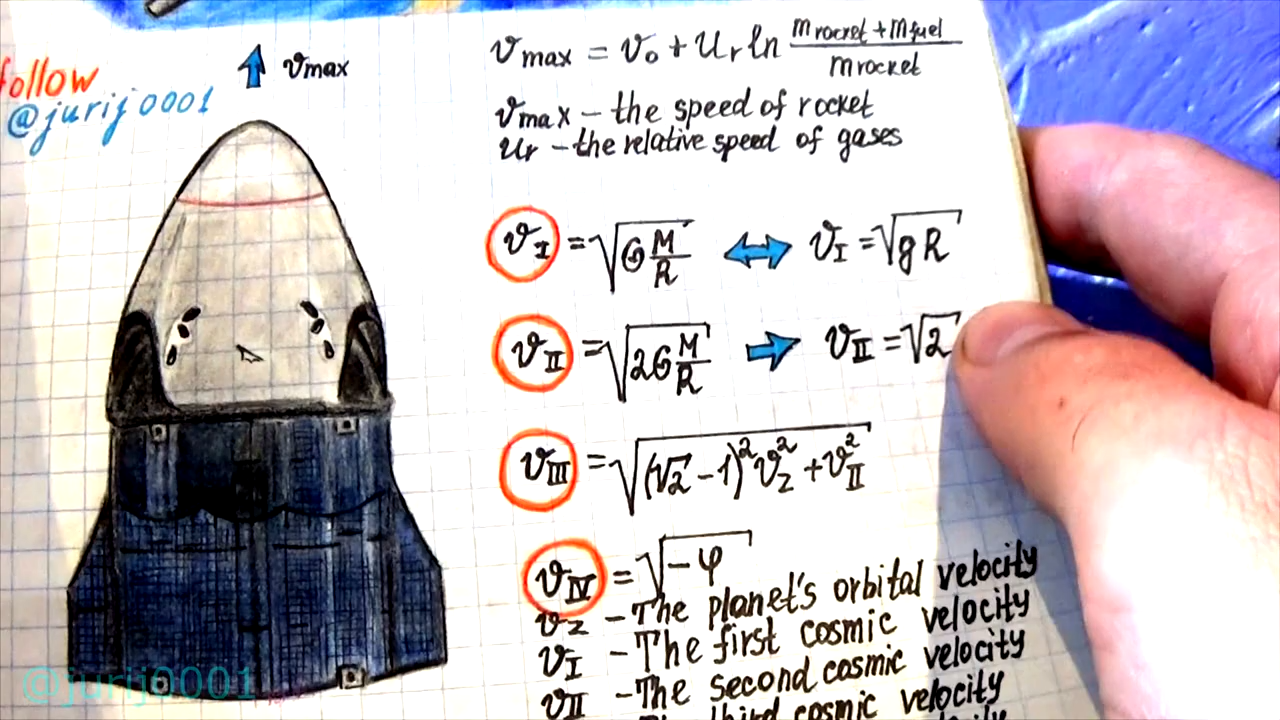 follow
@jurij0001
vmax
vmax = v0 + ur ln (mrocket + mfuel)/mrocket
vmax – the speed of rocket
ur – the relative speed of gases
vI = √(G M/R) ⟺ vI = √(gR)
vII = √(2G M/R) ⇒ vII = √2
vIII = √((√2 – 1)² vz² + vII²)
vIV = √(–φ)
vz – The planet's orbital velocity
vI – The first cosmic velocity
vII – The second cosmic velocity
third cosmic velocity
@jurij0001